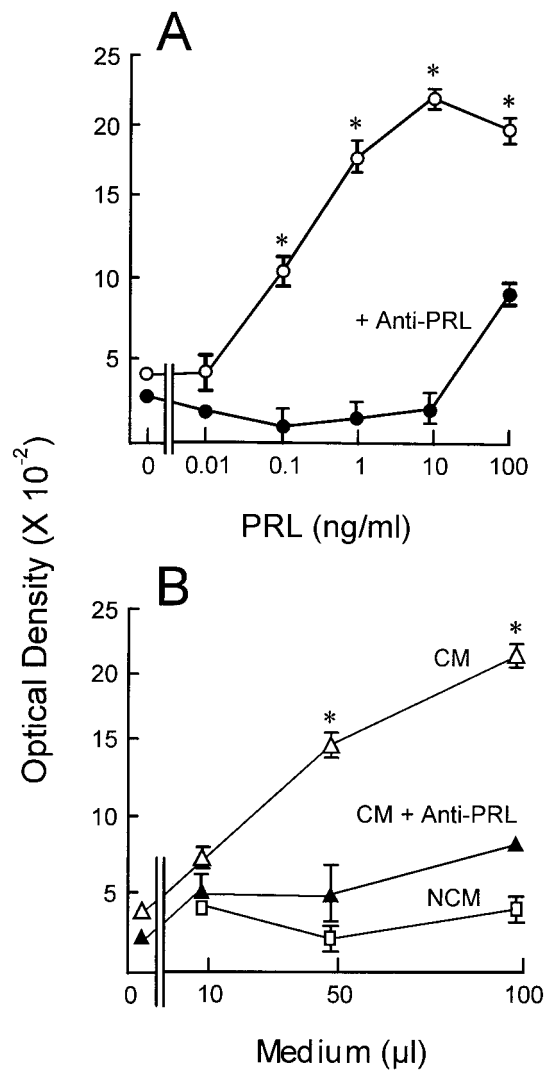 A
25
20
15
10
5
*
*
*
*
+ Anti-PRL
0
0.01
0.1
1
10
100
PRL (ng/ml)
Optical Density (X 10⁻²)
B
25
20
15
10
5
*
*
CM
CM + Anti-PRL
NCM
0
10
50
100
Medium (µl)